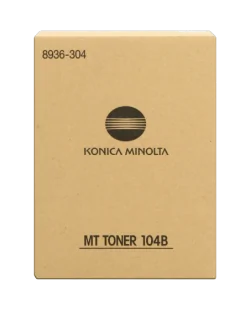 8936-304
KONICA MINOLTA
MT TONER 104B